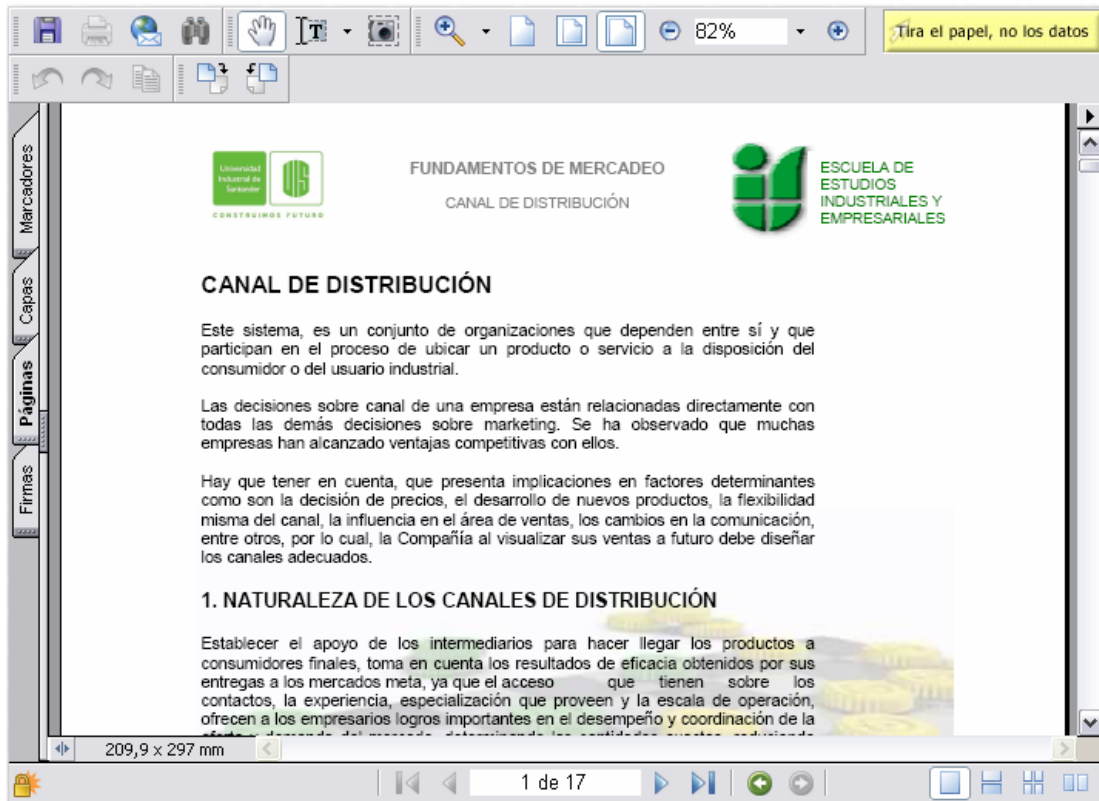 82%
Tira el papel, no los datos
Marcadores
Capas
Páginas
Firmas
Universidad
Industrial de
Santander
UIS
CONSTRUIMOS FUTURO
FUNDAMENTOS DE MERCADEO
CANAL DE DISTRIBUCIÓN
ESCUELA DE
ESTUDIOS
INDUSTRIALES Y
EMPRESARIALES
CANAL DE DISTRIBUCIÓN
Este sistema, es un conjunto de organizaciones que dependen entre sí y que
participan en el proceso de ubicar un producto o servicio a la disposición del
consumidor o del usuario industrial.
Las decisiones sobre canal de una empresa están relacionadas directamente con
todas las demás decisiones sobre marketing. Se ha observado que muchas
empresas han alcanzado ventajas competitivas con ellos.
Hay que tener en cuenta, que presenta implicaciones en factores determinantes
como son la decisión de precios, el desarrollo de nuevos productos, la flexibilidad
misma del canal, la influencia en el área de ventas, los cambios en la comunicación,
entre otros, por lo cual, la Compañía al visualizar sus ventas a futuro debe diseñar
los canales adecuados.
1. NATURALEZA DE LOS CANALES DE DISTRIBUCIÓN
Establecer el apoyo de los intermediarios para hacer llegar los productos a
consumidores finales, toma en cuenta los resultados de eficacia obtenidos por sus
entregas a los mercados meta, ya que el acceso que tienen sobre los
contactos, la experiencia, especialización que proveen y la escala de operación,
ofrecen a los empresarios logros importantes en el desempeño y coordinación de la
209,9 x 297 mm
1 de 17